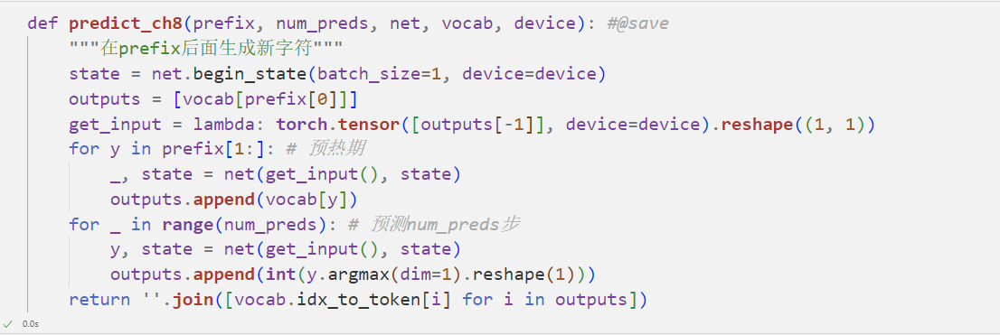 def predict_ch8(prefix, num_preds, net, vocab, device): #@save
    """在prefix后面生成新字符"""
    state = net.begin_state(batch_size=1, device=device)
    outputs = [vocab[prefix[0]]]
    get_input = lambda: torch.tensor([outputs[-1]], device=device).reshape((1, 1))
    for y in prefix[1:]: # 预热期
        _, state = net(get_input(), state)
        outputs.append(vocab[y])
    for _ in range(num_preds): # 预测num_preds步
        y, state = net(get_input(), state)
        outputs.append(int(y.argmax(dim=1).reshape(1)))
    return ''.join([vocab.idx_to_token[i] for i in outputs])
✓ 0.0s